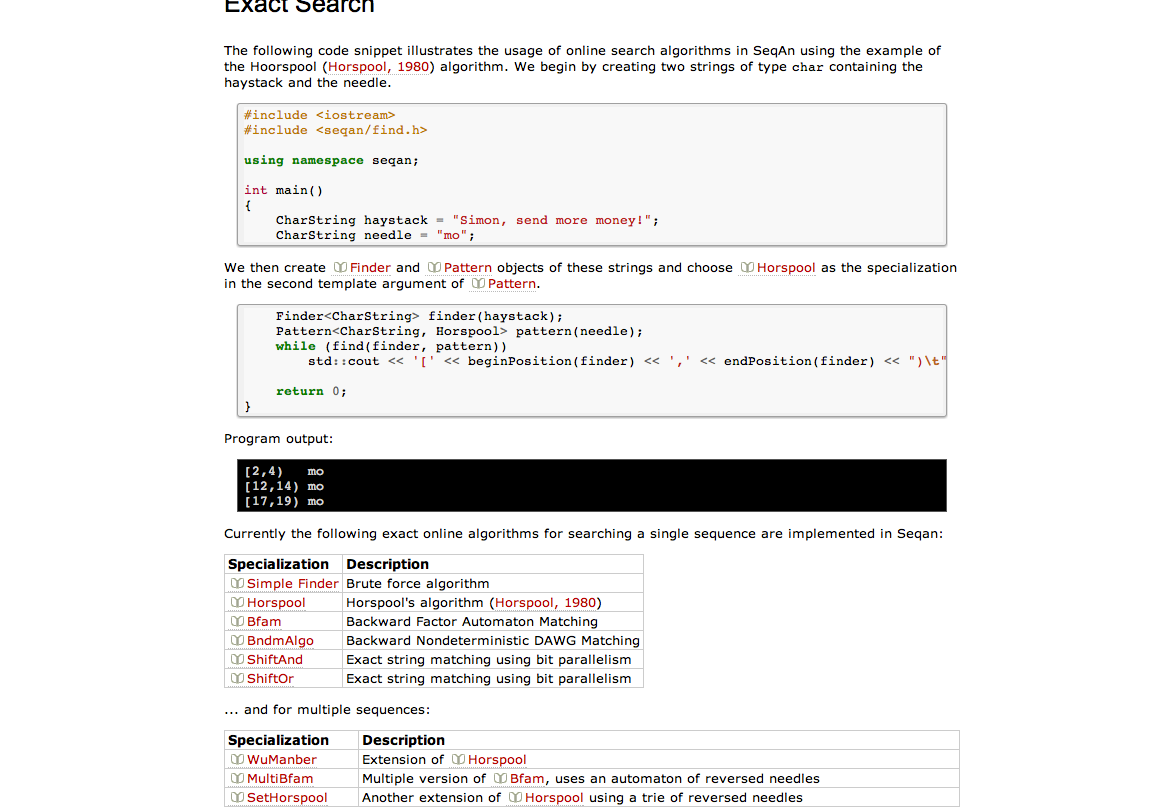 Exact Search
The following code snippet illustrates the usage of online search algorithms in SeqAn using the example of
the Hoorspool (Horspool, 1980) algorithm. We begin by creating two strings of type char containing the
haystack and the needle.
#include <iostream>
#include <seqan/find.h>
using namespace seqan;
int main()
{
    CharString haystack = "Simon, send more money!";
    CharString needle = "mo";
We then create Finder and Pattern objects of these strings and choose Horspool as the specialization
in the second template argument of Pattern.
    Finder<CharString> finder(haystack);
    Pattern<CharString, Horspool> pattern(needle);
    while (find(finder, pattern))
        std::cout << '[' << beginPosition(finder) << ',' << endPosition(finder) << ")\t"
    return 0;
}
Program output:
[2,4)   mo
[12,14) mo
[17,19) mo
Currently the following exact online algorithms for searching a single sequence are implemented in Seqan:
Specialization Description
Simple Finder Brute force algorithm
Horspool Horspool's algorithm (Horspool, 1980)
Bfam Backward Factor Automaton Matching
BndmAlgo Backward Nondeterministic DAWG Matching
ShiftAnd Exact string matching using bit parallelism
ShiftOr Exact string matching using bit parallelism
... and for multiple sequences:
Specialization Description
WuManber Extension of Horspool
MultiBfam Multiple version of Bfam, uses an automaton of reversed needles
SetHorspool Another extension of Horspool using a trie of reversed needles